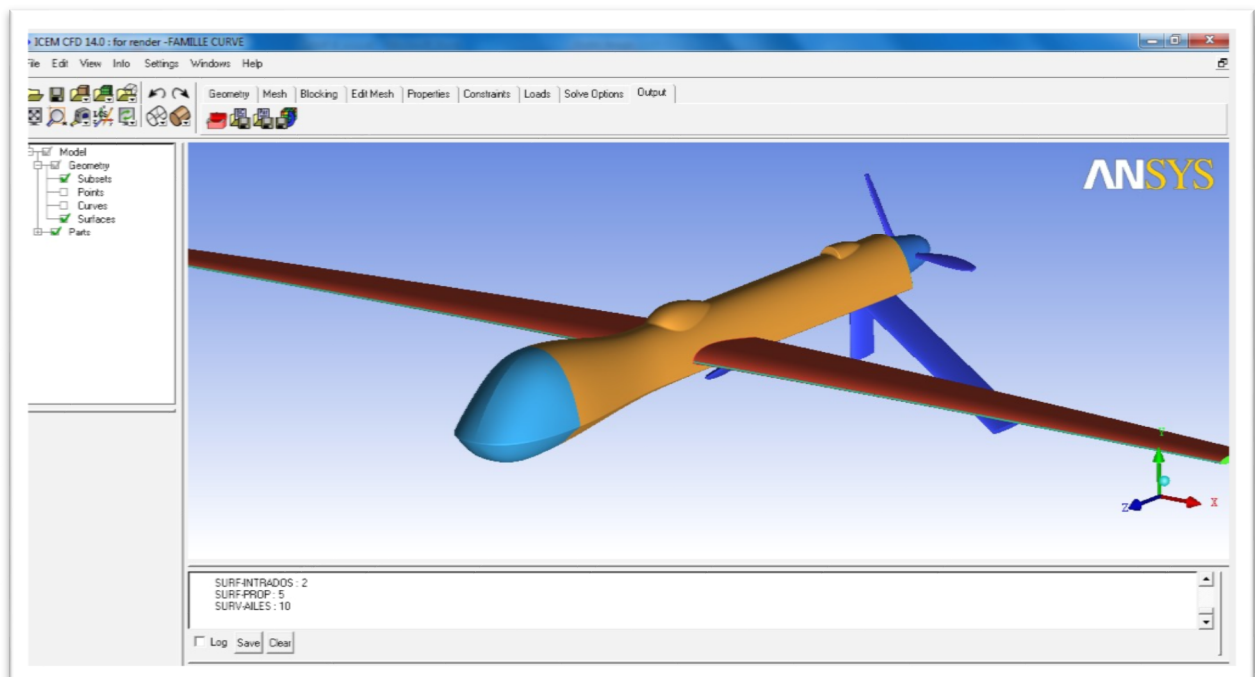 ICEM CFD 14.0 : for render -FAMILLE CURVE
File Edit View Info Settings Windows Help
Geometry Mesh Blocking Edit Mesh Properties Constraints Loads Solve Options Output
Model
Geometry
Subsets
Points
Curves
Surfaces
Parts
ANSYS
Y
Z
X
SURF-INTRADOS : 2
SURF-PROP : 5
SURV-AILES : 10
Log Save Clear